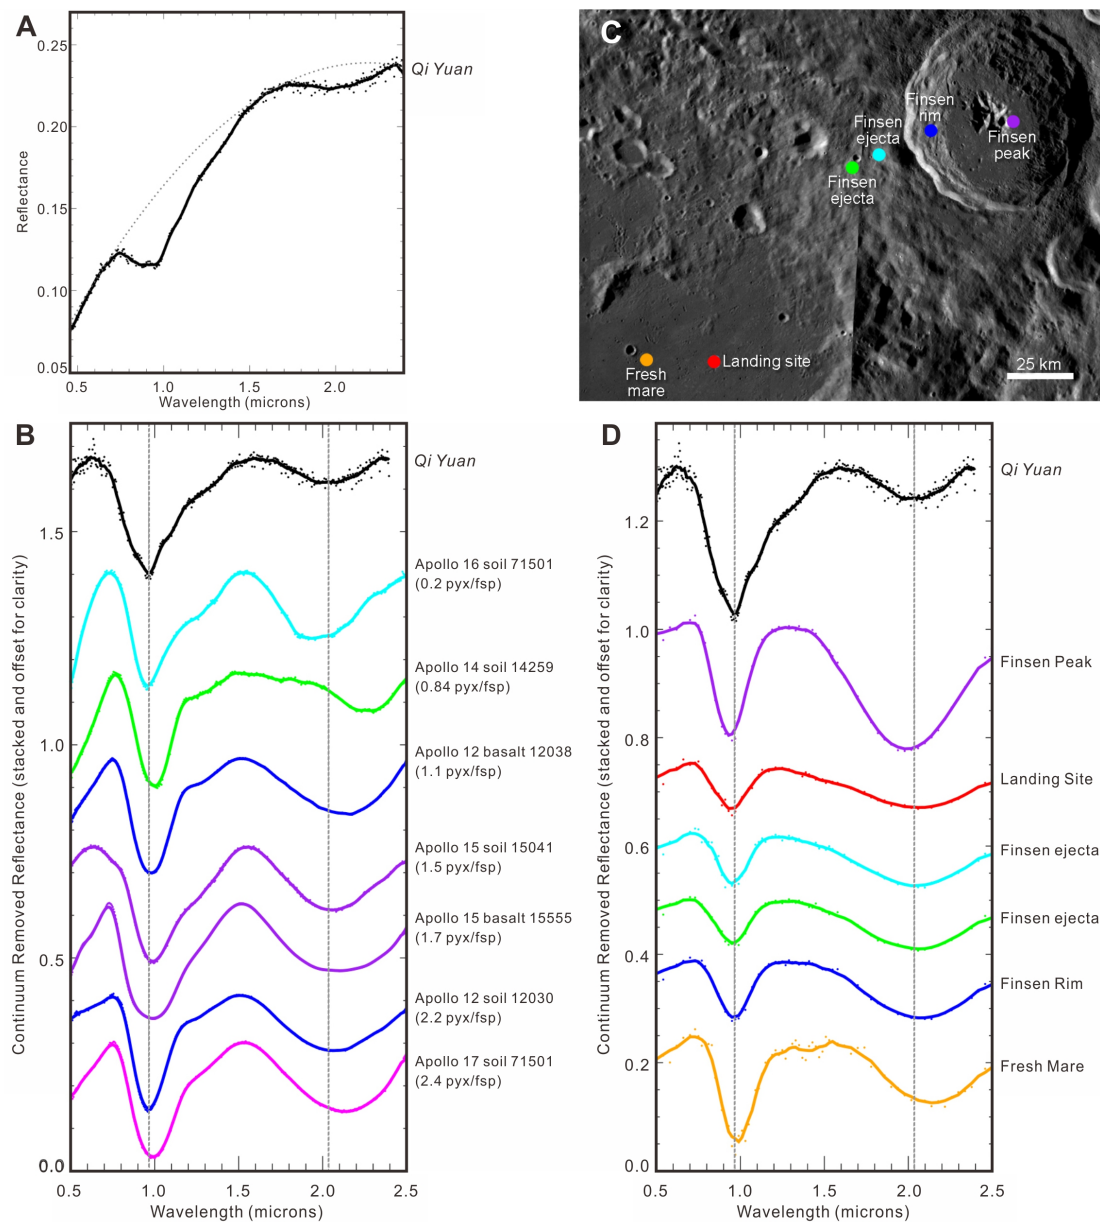 A
0.25
0.20
0.15
0.10
0.05
Reflectance
0.5
1.0
1.5
2.0
Wavelength (microns)
Qi Yuan
C
Finsen
rim
Finsen
ejecta
Finsen
peak
Finsen
ejecta
Landing site
Fresh
mare
25 km
B
Qi Yuan
1.5
1.0
0.5
0.0
Continuum Removed Reflectance (stacked and offset for clarity)
Apollo 16 soil 71501
(0.2 pyx/fsp)
Apollo 14 soil 14259
(0.84 pyx/fsp)
Apollo 12 basalt 12038
(1.1 pyx/fsp)
Apollo 15 soil 15041
(1.5 pyx/fsp)
Apollo 15 basalt 15555
(1.7 pyx/fsp)
Apollo 12 soil 12030
(2.2 pyx/fsp)
Apollo 17 soil 71501
(2.4 pyx/fsp)
0.5
1.0
1.5
2.0
2.5
Wavelength (microns)
D
Qi Yuan
1.2
1.0
0.8
0.6
0.4
0.2
0.0
Continuum Removed Reflectance (stacked and offset for clarity)
Finsen Peak
Landing Site
Finsen ejecta
Finsen ejecta
Finsen Rim
Fresh Mare
0.5
1.0
1.5
2.0
2.5
Wavelength (microns)